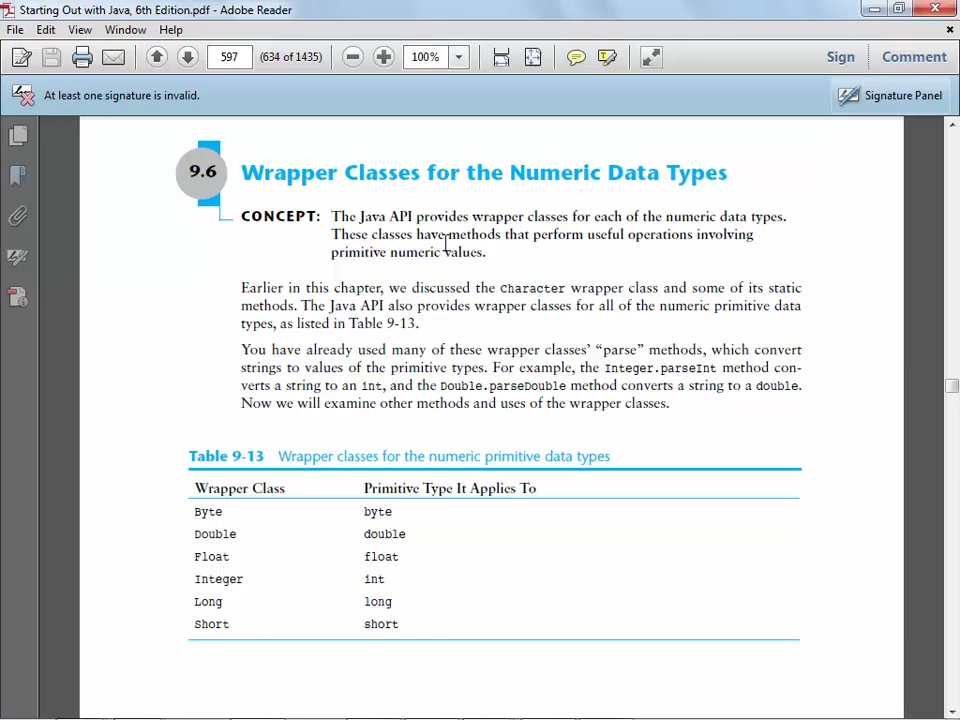 Starting Out with Java, 6th Edition.pdf - Adobe Reader
File Edit View Window Help
597 (634 of 1435) 100% Sign Comment
At least one signature is invalid. Signature Panel
9.6 Wrapper Classes for the Numeric Data Types
CONCEPT: The Java API provides wrapper classes for each of the numeric data types.
These classes have methods that perform useful operations involving
primitive numeric values.
Earlier in this chapter, we discussed the Character wrapper class and some of its static
methods. The Java API also provides wrapper classes for all of the numeric primitive data
types, as listed in Table 9-13.
You have already used many of these wrapper classes’ “parse” methods, which convert
strings to values of the primitive types. For example, the Integer.parseInt method con-
verts a string to an int, and the Double.parseDouble method converts a string to a double.
Now we will examine other methods and uses of the wrapper classes.
Table 9-13 Wrapper classes for the numeric primitive data types
Wrapper Class Primitive Type It Applies To
Byte byte
Double double
Float float
Integer int
Long long
Short short